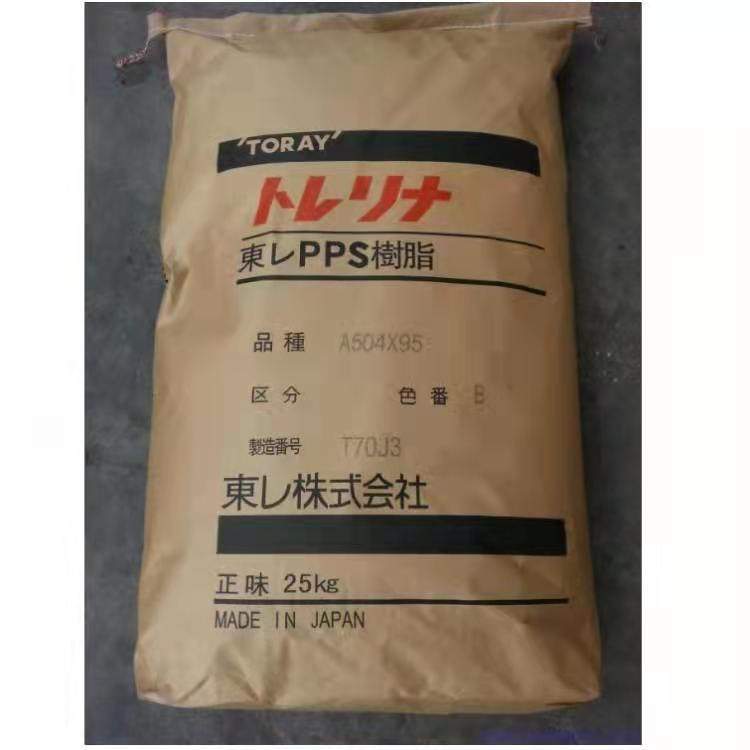 TORAY
トレリナ
東レPPS樹脂
品種 A504X95
区分 色番 B
製造番号 T70J3
東レ株式会社
正味 25kg
MADE IN JAPAN